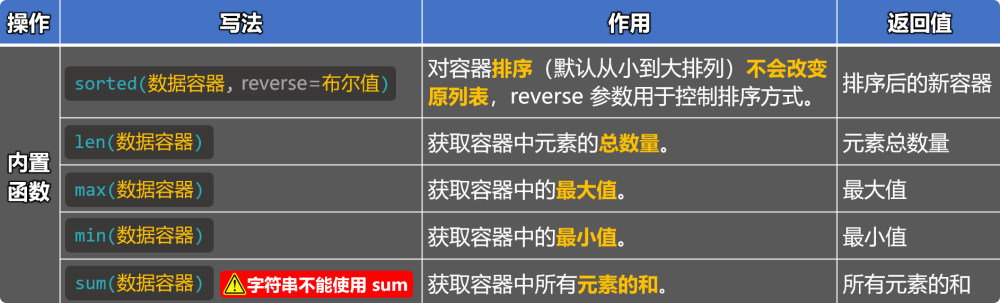 操作 写法 作用 返回值
内置
函数
sorted(数据容器, reverse=布尔值)
对容器排序（默认从小到大排列）不会改变
原列表，reverse 参数用于控制排序方式。
排序后的新容器
len(数据容器)
获取容器中元素的总数量。
元素总数量
max(数据容器)
获取容器中的最大值。
最大值
min(数据容器)
获取容器中的最小值。
最小值
sum(数据容器)
字符串不能使用 sum
获取容器中所有元素的和。
所有元素的和